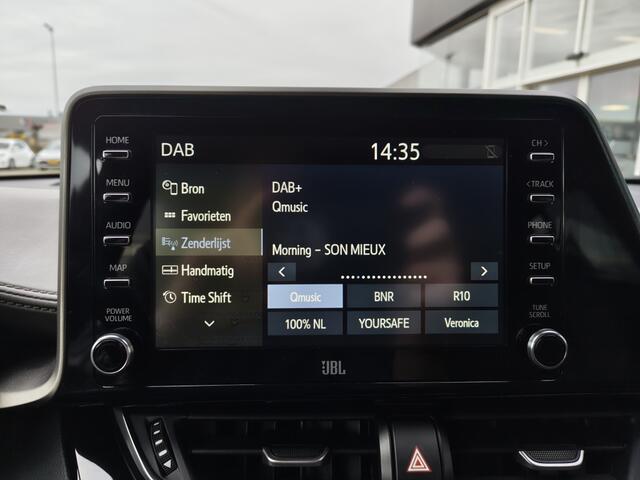 HOME
MENU
AUDIO
MAP
POWER
VOLUME
DAB 14:35
Bron
Favorieten
Zenderlijst
Handmatig
Time Shift
DAB+
Qmusic
Morning – SON MIEUX
< >
Qmusic BNR R10
100% NL YOURSAFE Veronica
JBL
CH >
< TRACK
PHONE
SETUP
TUNE
SCROLL